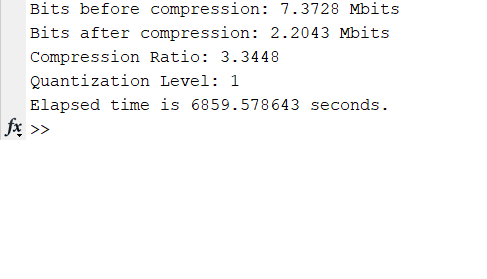 Bits before compression: 7.3728 Mbits
Bits after compression: 2.2043 Mbits
Compression Ratio: 3.3448
Quantization Level: 1
Elapsed time is 6859.578643 seconds.
fx >>